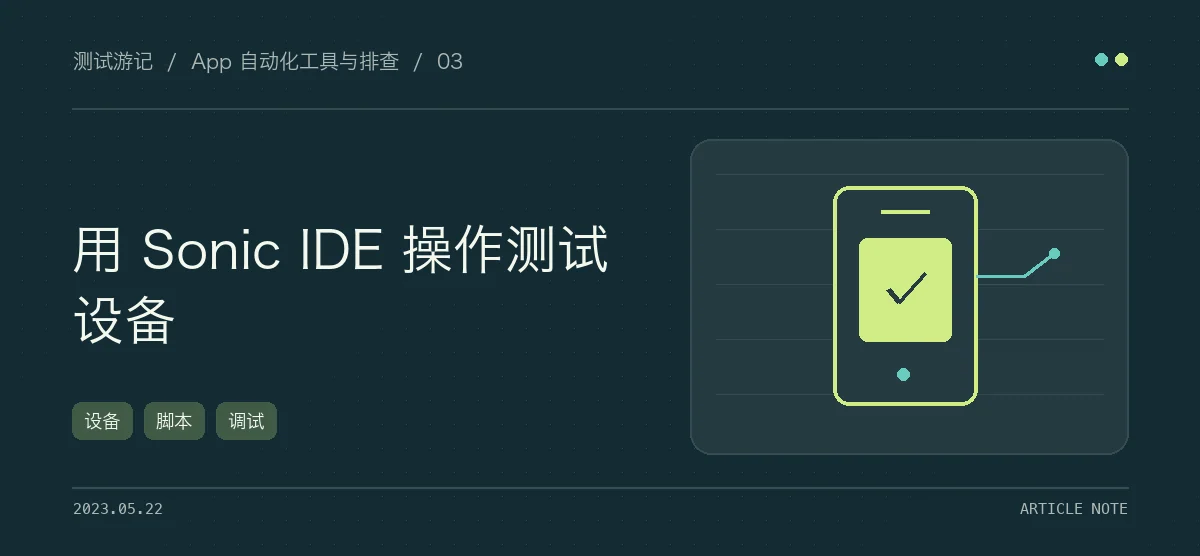 测试游记 / App 自动化工具与排查 / 03
用 Sonic IDE 操作测试
设备
设备 脚本 调试
2023.05.22
ARTICLE NOTE